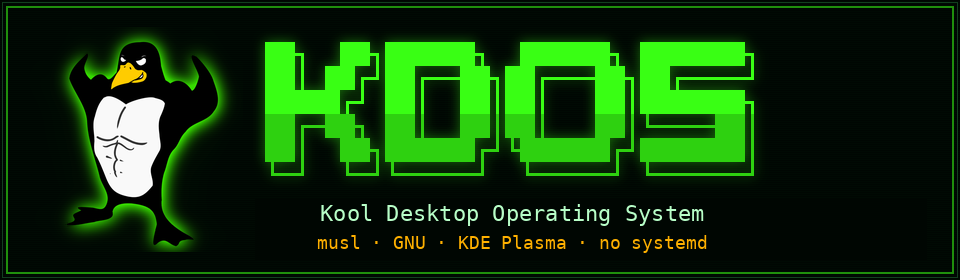 KDOS
Kool Desktop Operating System
musl · GNU · KDE Plasma · no systemd